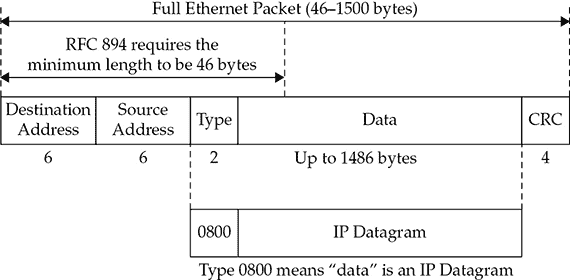 Full Ethernet Packet (46–1500 bytes)
RFC 894 requires the
minimum length to be 46 bytes
Destination
Address
Source
Address
Type
Data
CRC
6
6
2
Up to 1486 bytes
4
0800
IP Datagram
Type 0800 means “data” is an IP Datagram